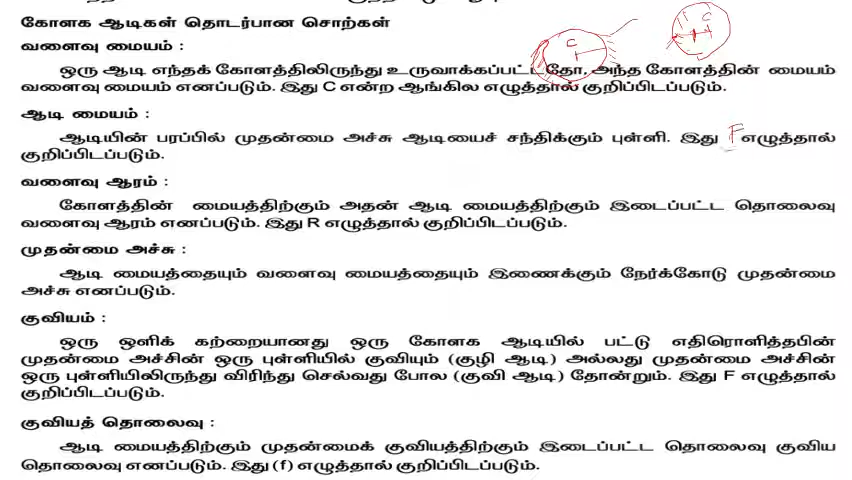 கோளக ஆடிகள் தொடர்பான சொற்கள்
வளைவு மையம் :
ஒரு ஆடி எந்தக் கோளத்திலிருந்து உருவாக்கப்பட்டதோ, அந்த கோளத்தின் மையம்
வளைவு மையம் எனப்படும். இது C என்ற ஆங்கில எழுத்தால் குறிப்பிடப்படும்.
C
C
ஆடி மையம் :
ஆடியின் பரப்பில் முதன்மை அச்சு ஆடியைச் சந்திக்கும் புள்ளி. இது F எழுத்தால்
குறிப்பிடப்படும்.
வளைவு ஆரம் :
கோளத்தின் மையத்திற்கும் அதன் ஆடி மையத்திற்கும் இடைப்பட்ட தொலைவு
வளைவு ஆரம் எனப்படும். இது R எழுத்தால் குறிப்பிடப்படும்.
முதன்மை அச்சு :
ஆடி மையத்தையும் வளைவு மையத்தையும் இணைக்கும் நேர்க்கோடு முதன்மை
அச்சு எனப்படும்.
குவியம் :
ஒரு ஒளிக் கற்றையானது ஒரு கோளக ஆடியில் பட்டு எதிரொளித்தபின்
முதன்மை அச்சின் ஒரு புள்ளியில் குவியும் (குழி ஆடி) அல்லது முதன்மை அச்சின்
ஒரு புள்ளியிலிருந்து விரிந்து செல்வது போல (குவி ஆடி) தோன்றும். இது F எழுத்தால்
குறிப்பிடப்படும்.
குவியத் தொலைவு :
ஆடி மையத்திற்கும் முதன்மைக் குவியத்திற்கும் இடைப்பட்ட தொலைவு குவிய
தொலைவு எனப்படும். இது (f) எழுத்தால் குறிப்பிடப்படும்.